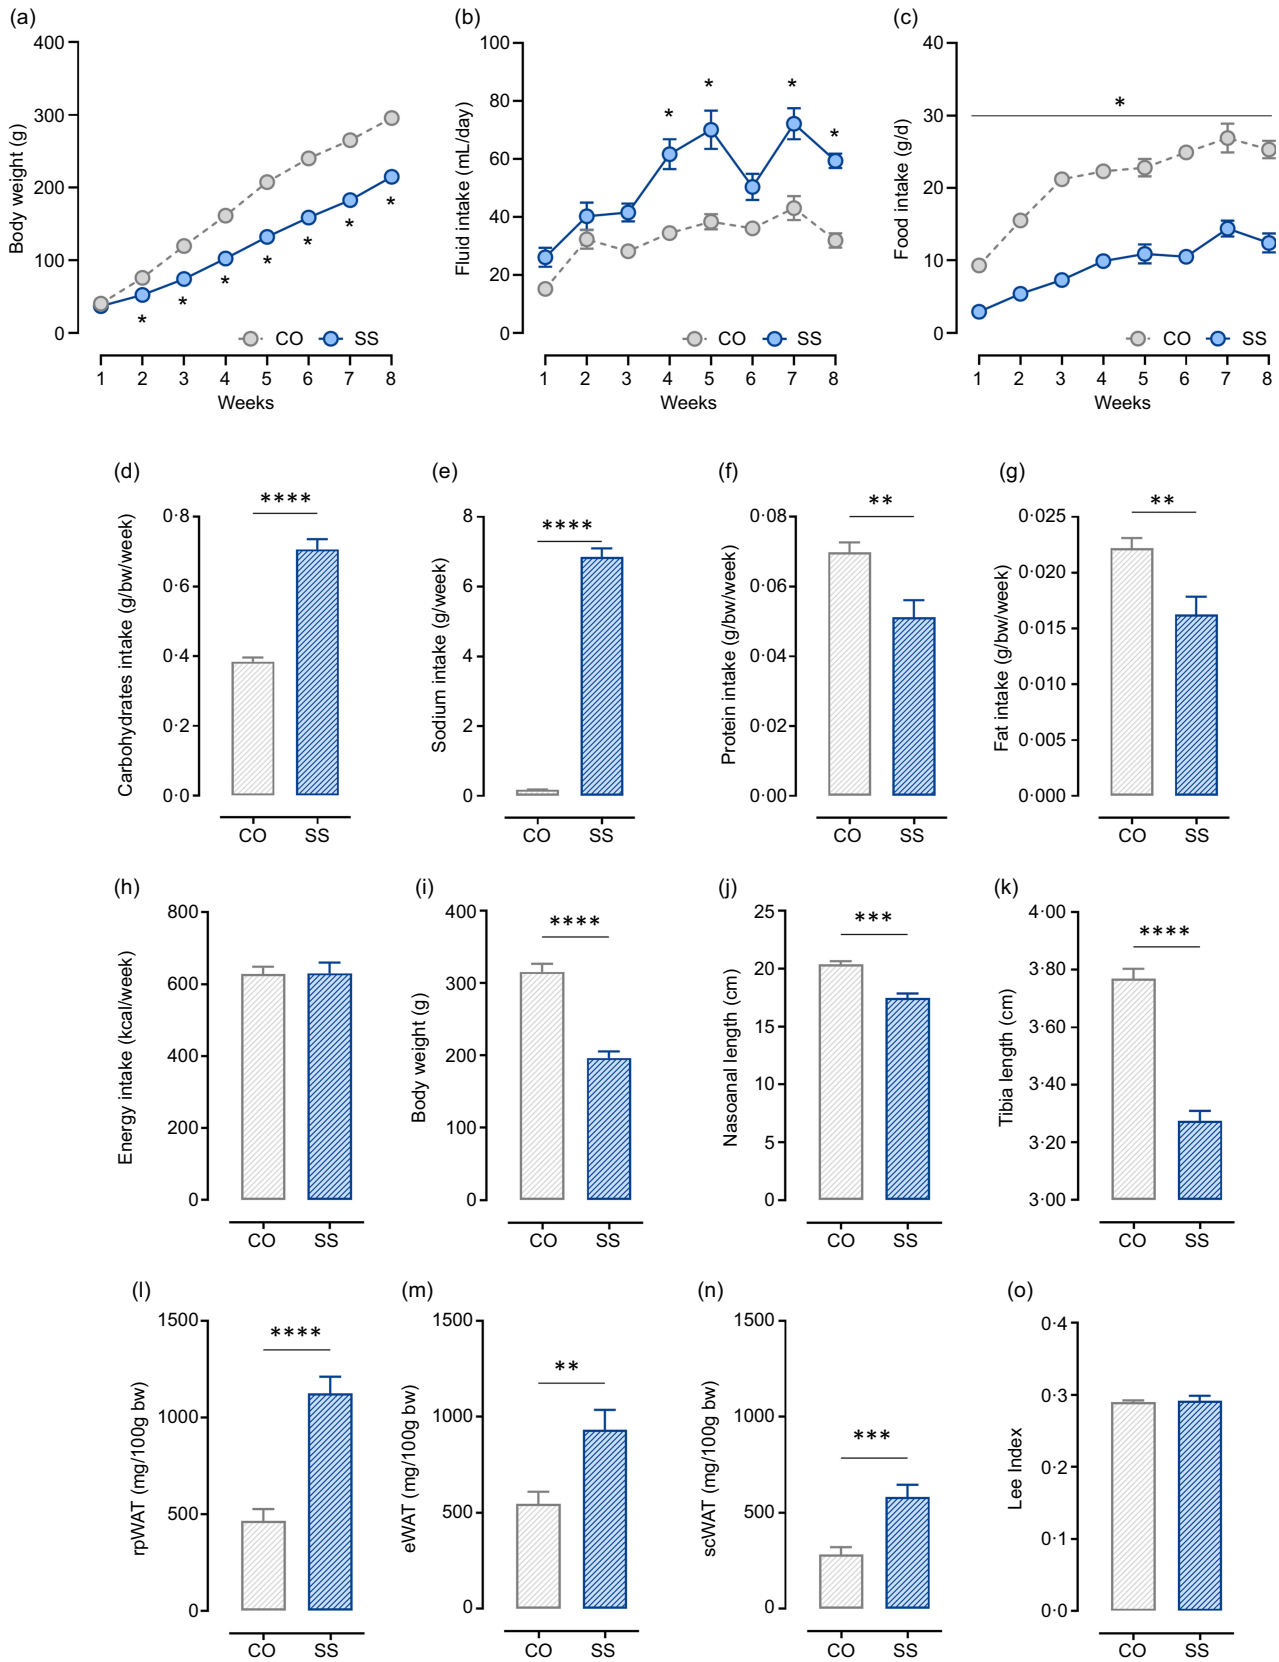 (a)
400
300
200
100
0
Body weight (g)
*
*
*
*
*
*
*
CO SS
1 2 3 4 5 6 7 8
Weeks
(b)
100
80
60
40
20
0
Fluid intake (mL/day)
*
*
*
*
CO SS
1 2 3 4 5 6 7 8
Weeks
(c)
40
30
20
10
0
Food intake (g/d)
*
CO SS
1 2 3 4 5 6 7 8
Weeks
(d)
0·8
0·6
0·4
0·2
0·0
Carbohydrates intake (g/bw/week)
****
CO SS
(e)
8
6
4
2
0
Sodium intake (g/week)
****
CO SS
(f)
0·08
0·06
0·04
0·02
0·00
Protein intake (g/bw/week)
**
CO SS
(g)
0·025
0·020
0·015
0·010
0·005
0·000
Fat intake (g/bw/week)
**
CO SS
(h)
800
600
400
200
0
Energy intake (kcal/week)
CO SS
(i)
400
300
200
100
0
Body weight (g)
****
CO SS
(j)
25
20
15
10
5
0
Nasoanal length (cm)
***
CO SS
(k)
4·00
3·80
3·60
3·40
3·20
3·00
Tibia length (cm)
****
CO SS
(l)
1500
1000
500
0
rpWAT (mg/100g bw)
****
CO SS
(m)
1500
1000
500
0
eWAT (mg/100g bw)
**
CO SS
(n)
1500
1000
500
0
scWAT (mg/100g bw)
***
CO SS
(o)
0·4
0·3
0·2
0·1
0·0
Lee Index
CO SS